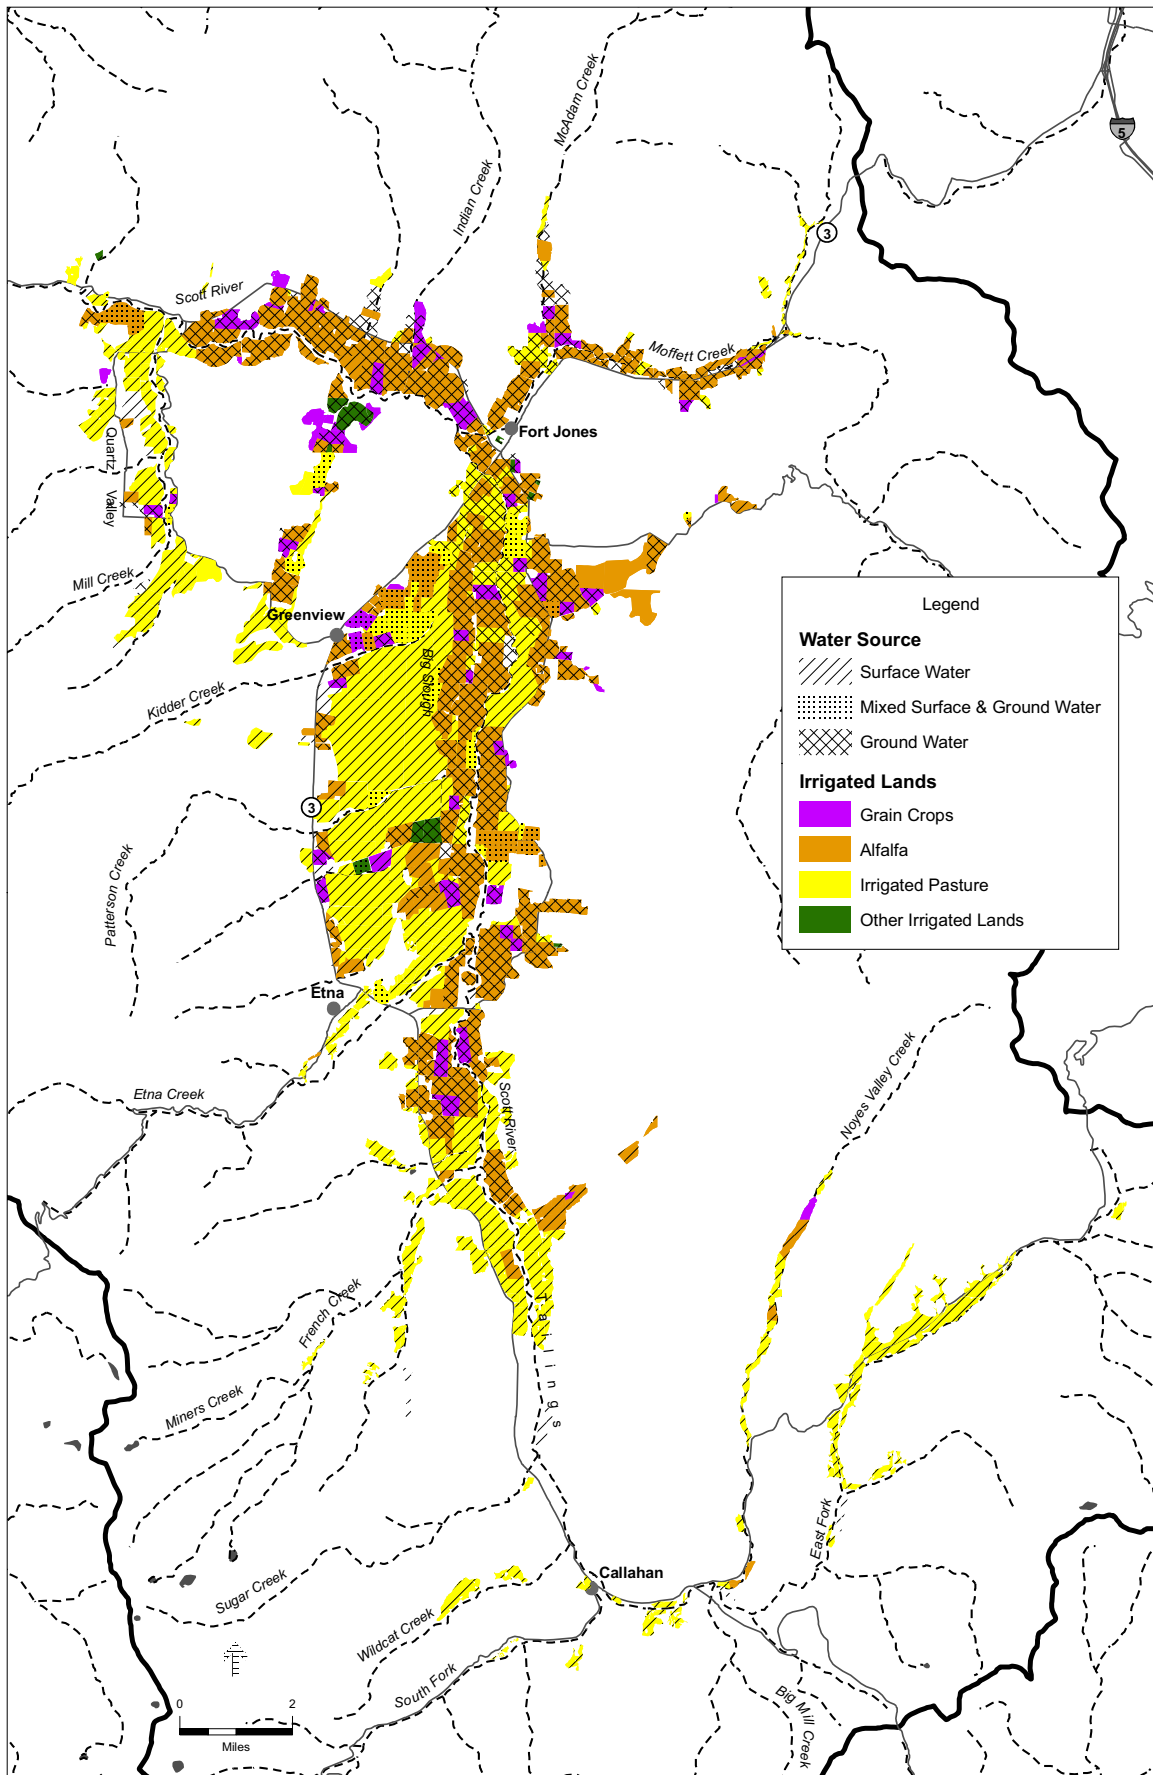 McAdam Creek
5
Indian Creek
3
Scott River
Moffett Creek
Fort Jones
Quartz Valley
Mill Creek
Greenview
Big Slough
Kidder Creek
3
Patterson Creek
Etna
Etna Creek
Scott River
Noyes Valley Creek
French Creek
Tailings
Miners Creek
East Fork
Callahan
Sugar Creek
Wildcat Creek
South Fork
Big Mill Creek
0 2
Miles
Legend
Water Source
Surface Water
Mixed Surface & Ground Water
Ground Water
Irrigated Lands
Grain Crops
Alfalfa
Irrigated Pasture
Other Irrigated Lands